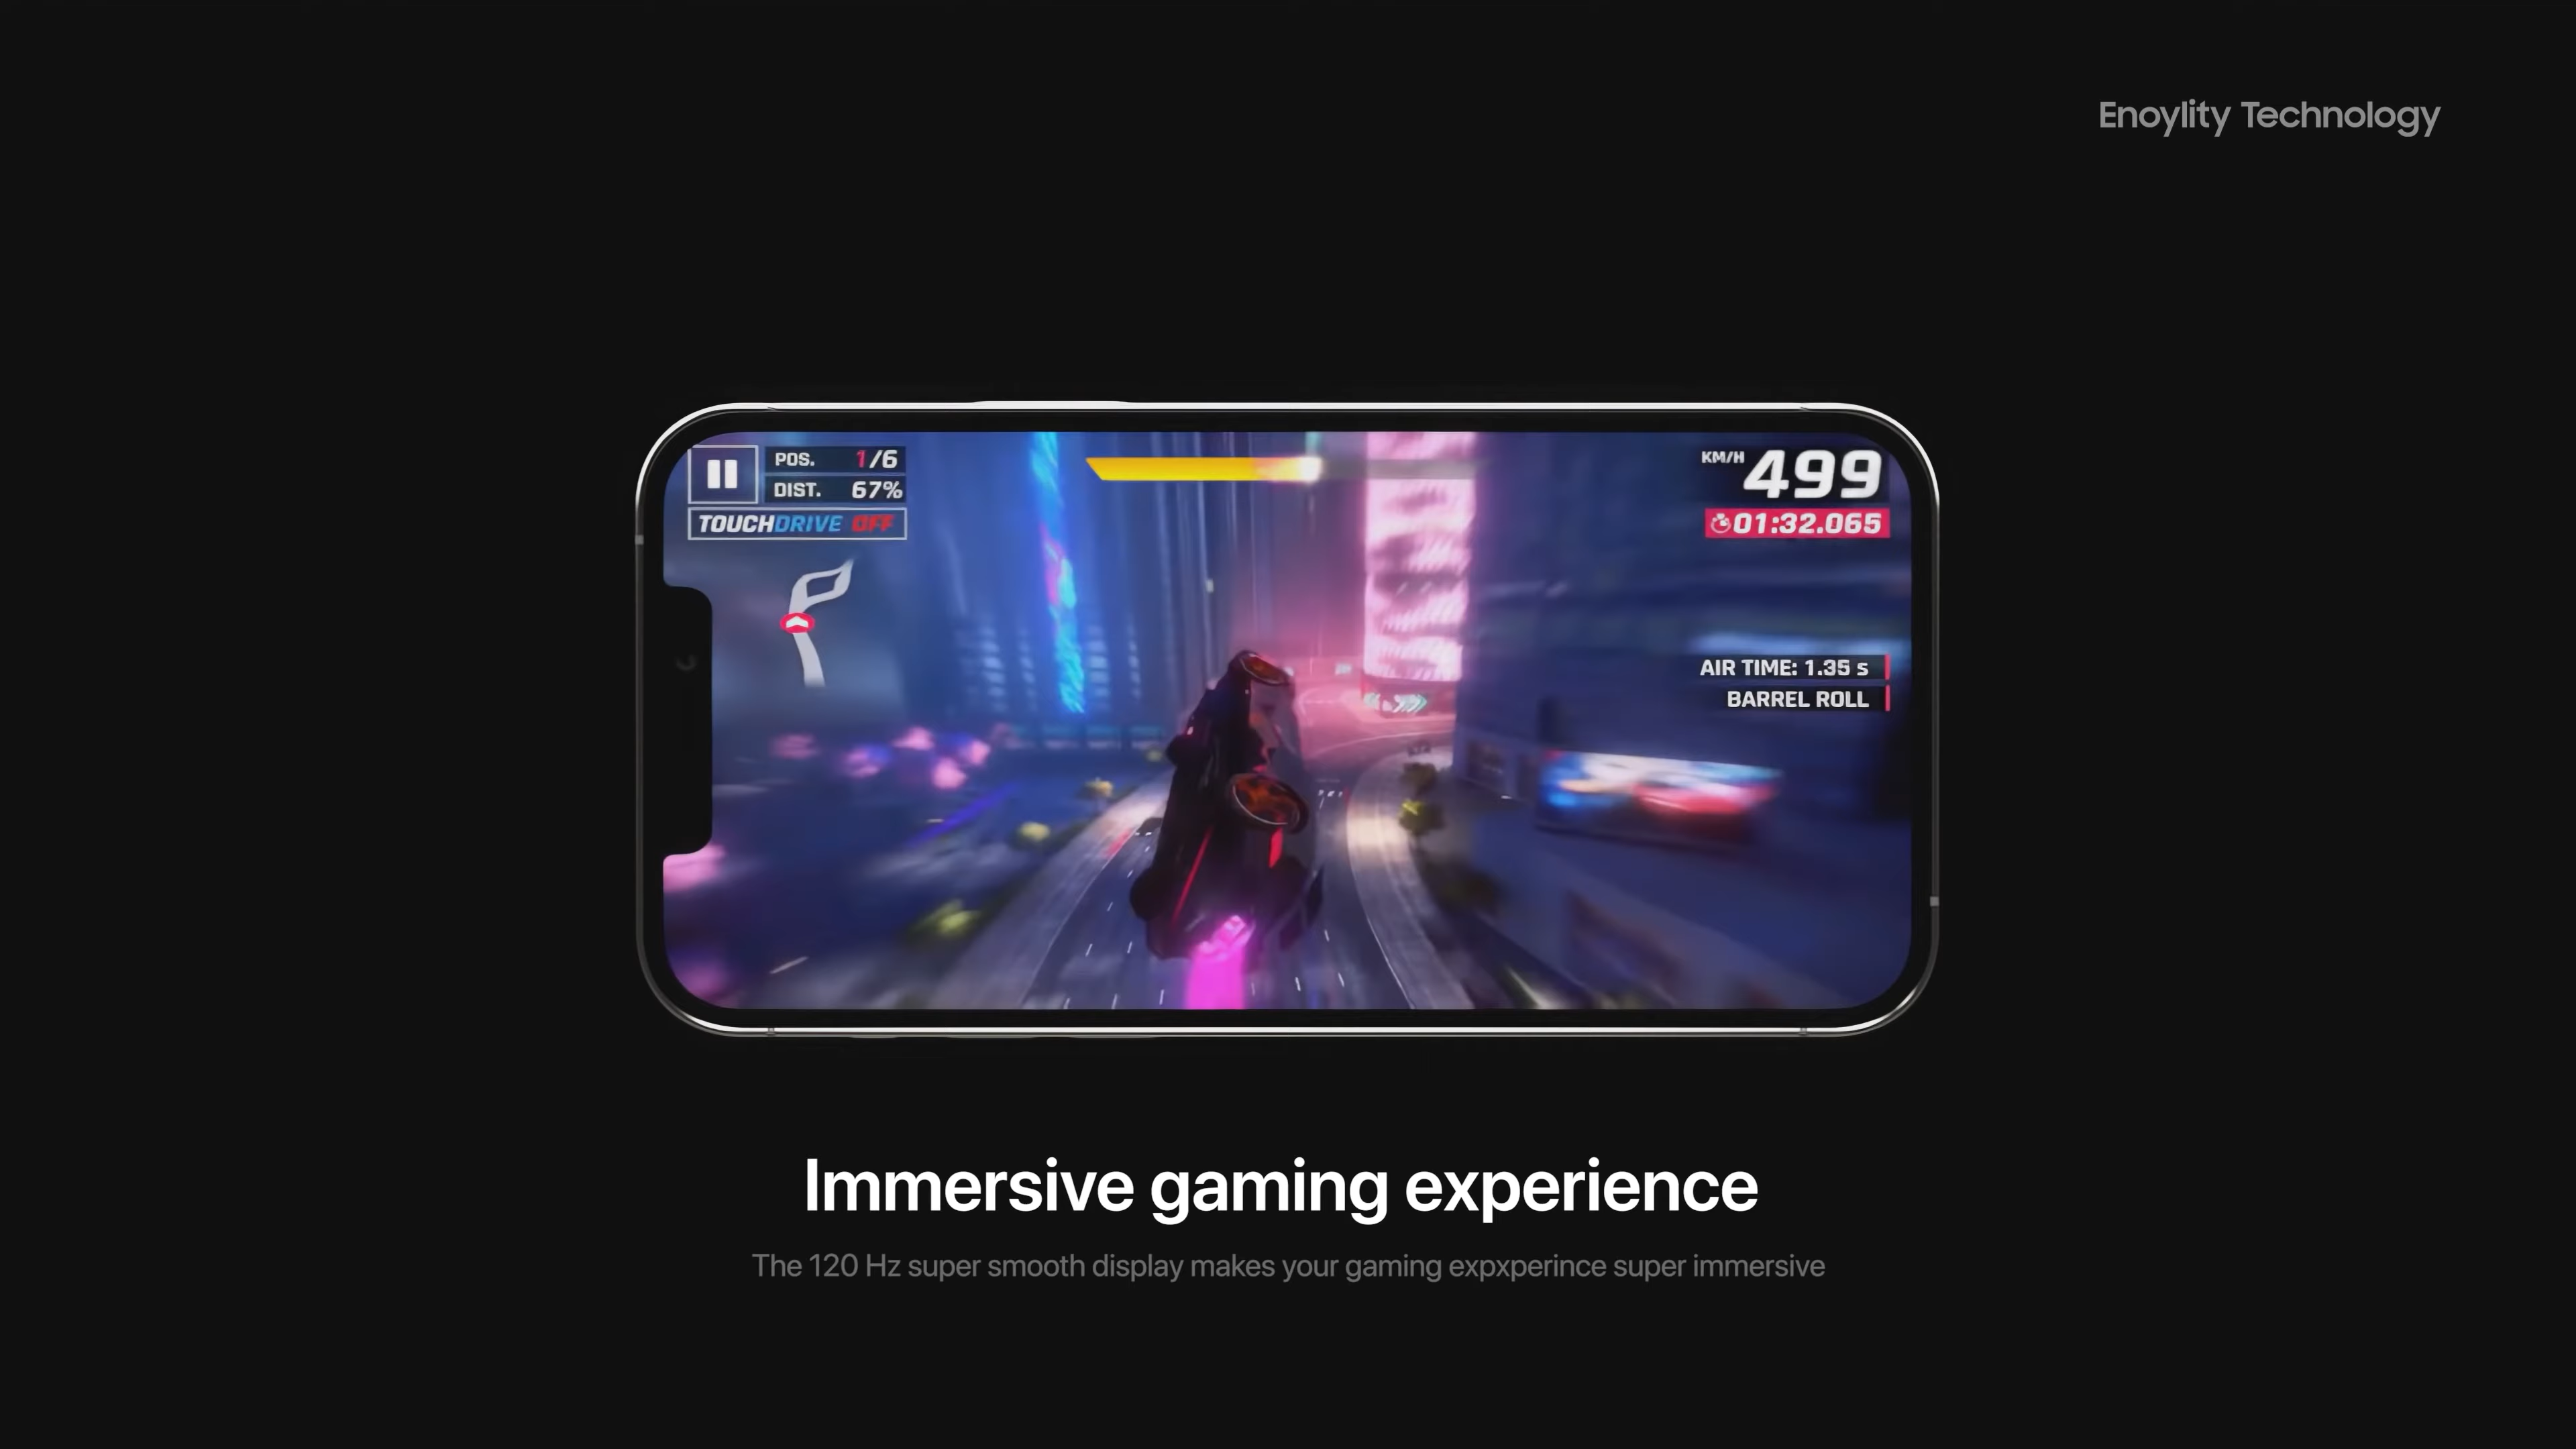 Enoylity Technology
POS. 1/6
DIST. 67%
TOUCHDRIVE OFF
KM/H 499
01:32.065
AIR TIME: 1.35 s
BARREL ROLL
Immersive gaming experience
The 120 Hz super smooth display makes your gaming expxperince super immersive